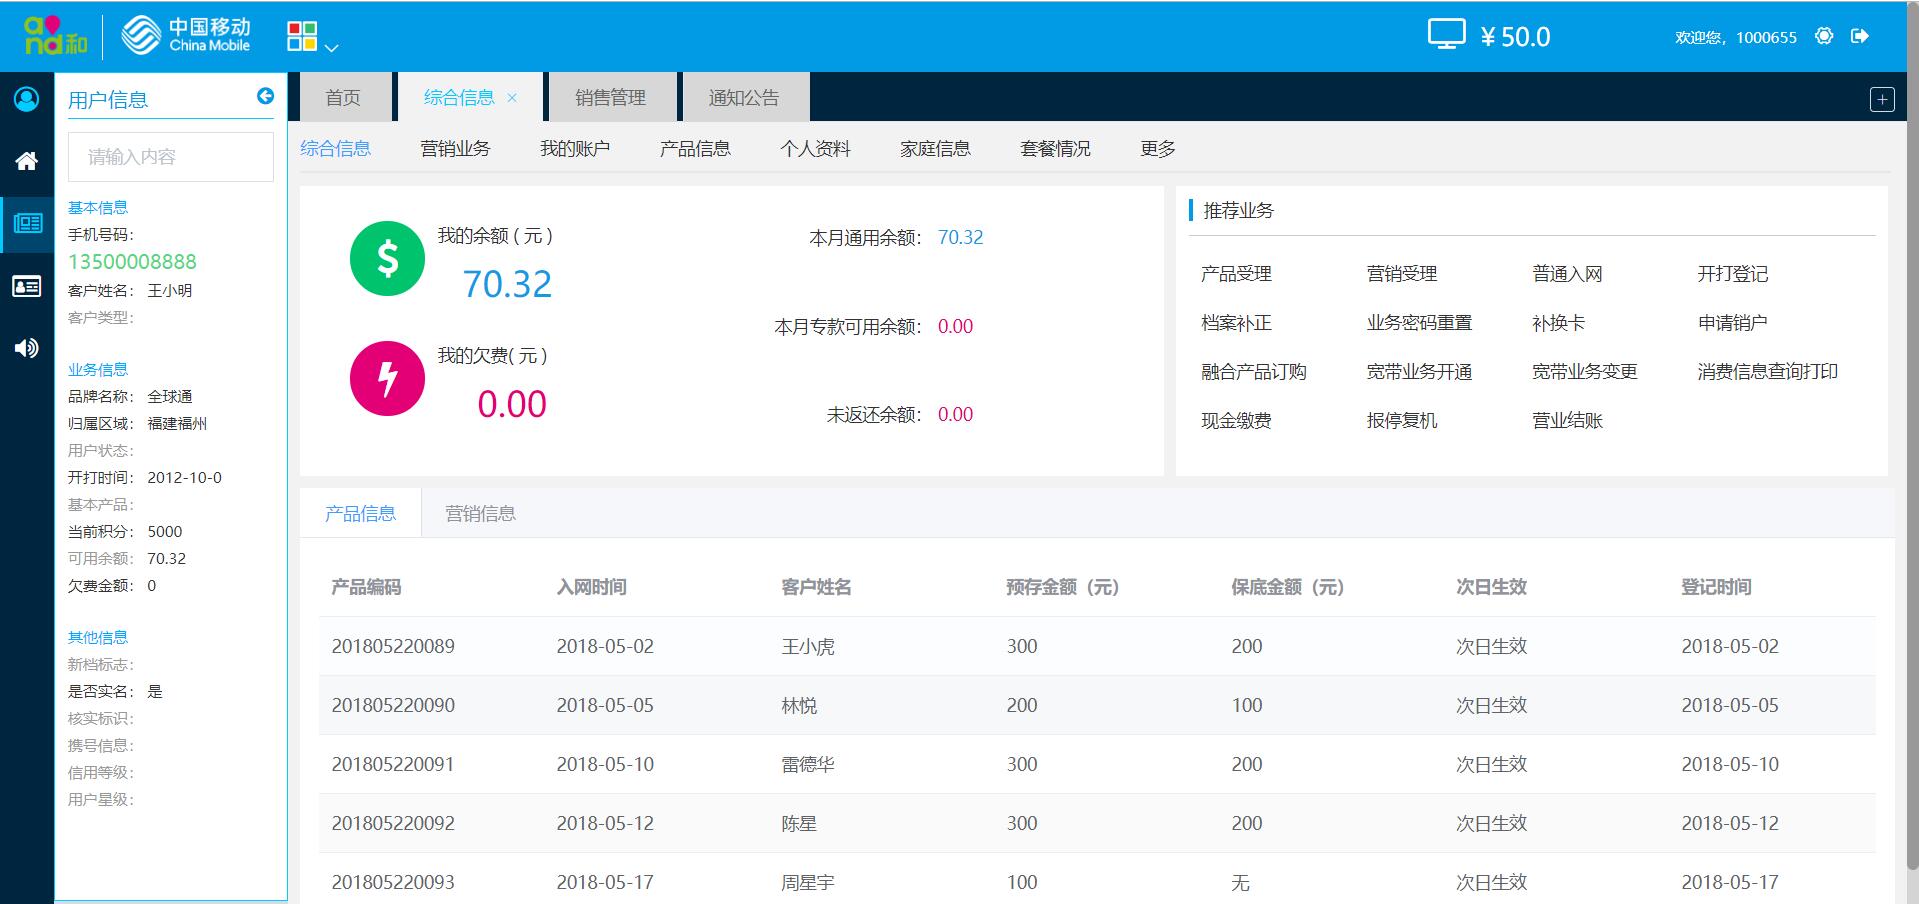 and和
中国移动
China Mobile
¥ 50.0
欢迎您，1000655
用户信息
请输入内容
基本信息
手机号码：
13500008888
客户姓名： 王小明
客户类型：
业务信息
品牌名称： 全球通
归属区域： 福建福州
用户状态：
开打时间： 2012-10-0
基本产品：
当前积分： 5000
可用余额： 70.32
欠费金额： 0
其他信息
新档标志：
是否实名： 是
核实标识：
携号信息：
信用等级：
用户星级：
首页 综合信息 × 销售管理 通知公告
综合信息 营销业务 我的账户 产品信息 个人资料 家庭信息 套餐情况 更多
我的余额 ( 元 )
70.32
我的欠费( 元 )
0.00
本月通用余额： 70.32
本月专款可用余额： 0.00
未返还余额： 0.00
推荐业务
产品受理 营销受理 普通入网 开打登记
档案补正 业务密码重置 补换卡 申请销户
融合产品订购 宽带业务开通 宽带业务变更 消费信息查询打印
现金缴费 报停复机 营业结账
产品信息 营销信息
产品编码 入网时间 客户姓名 预存金额（元） 保底金额（元） 次日生效 登记时间
201805220089 2018-05-02 王小虎 300 200 次日生效 2018-05-02
201805220090 2018-05-05 林悦 200 100 次日生效 2018-05-05
201805220091 2018-05-10 雷德华 300 200 次日生效 2018-05-10
201805220092 2018-05-12 陈星 300 200 次日生效 2018-05-12
201805220093 2018-05-17 周星宇 100 无 次日生效 2018-05-17